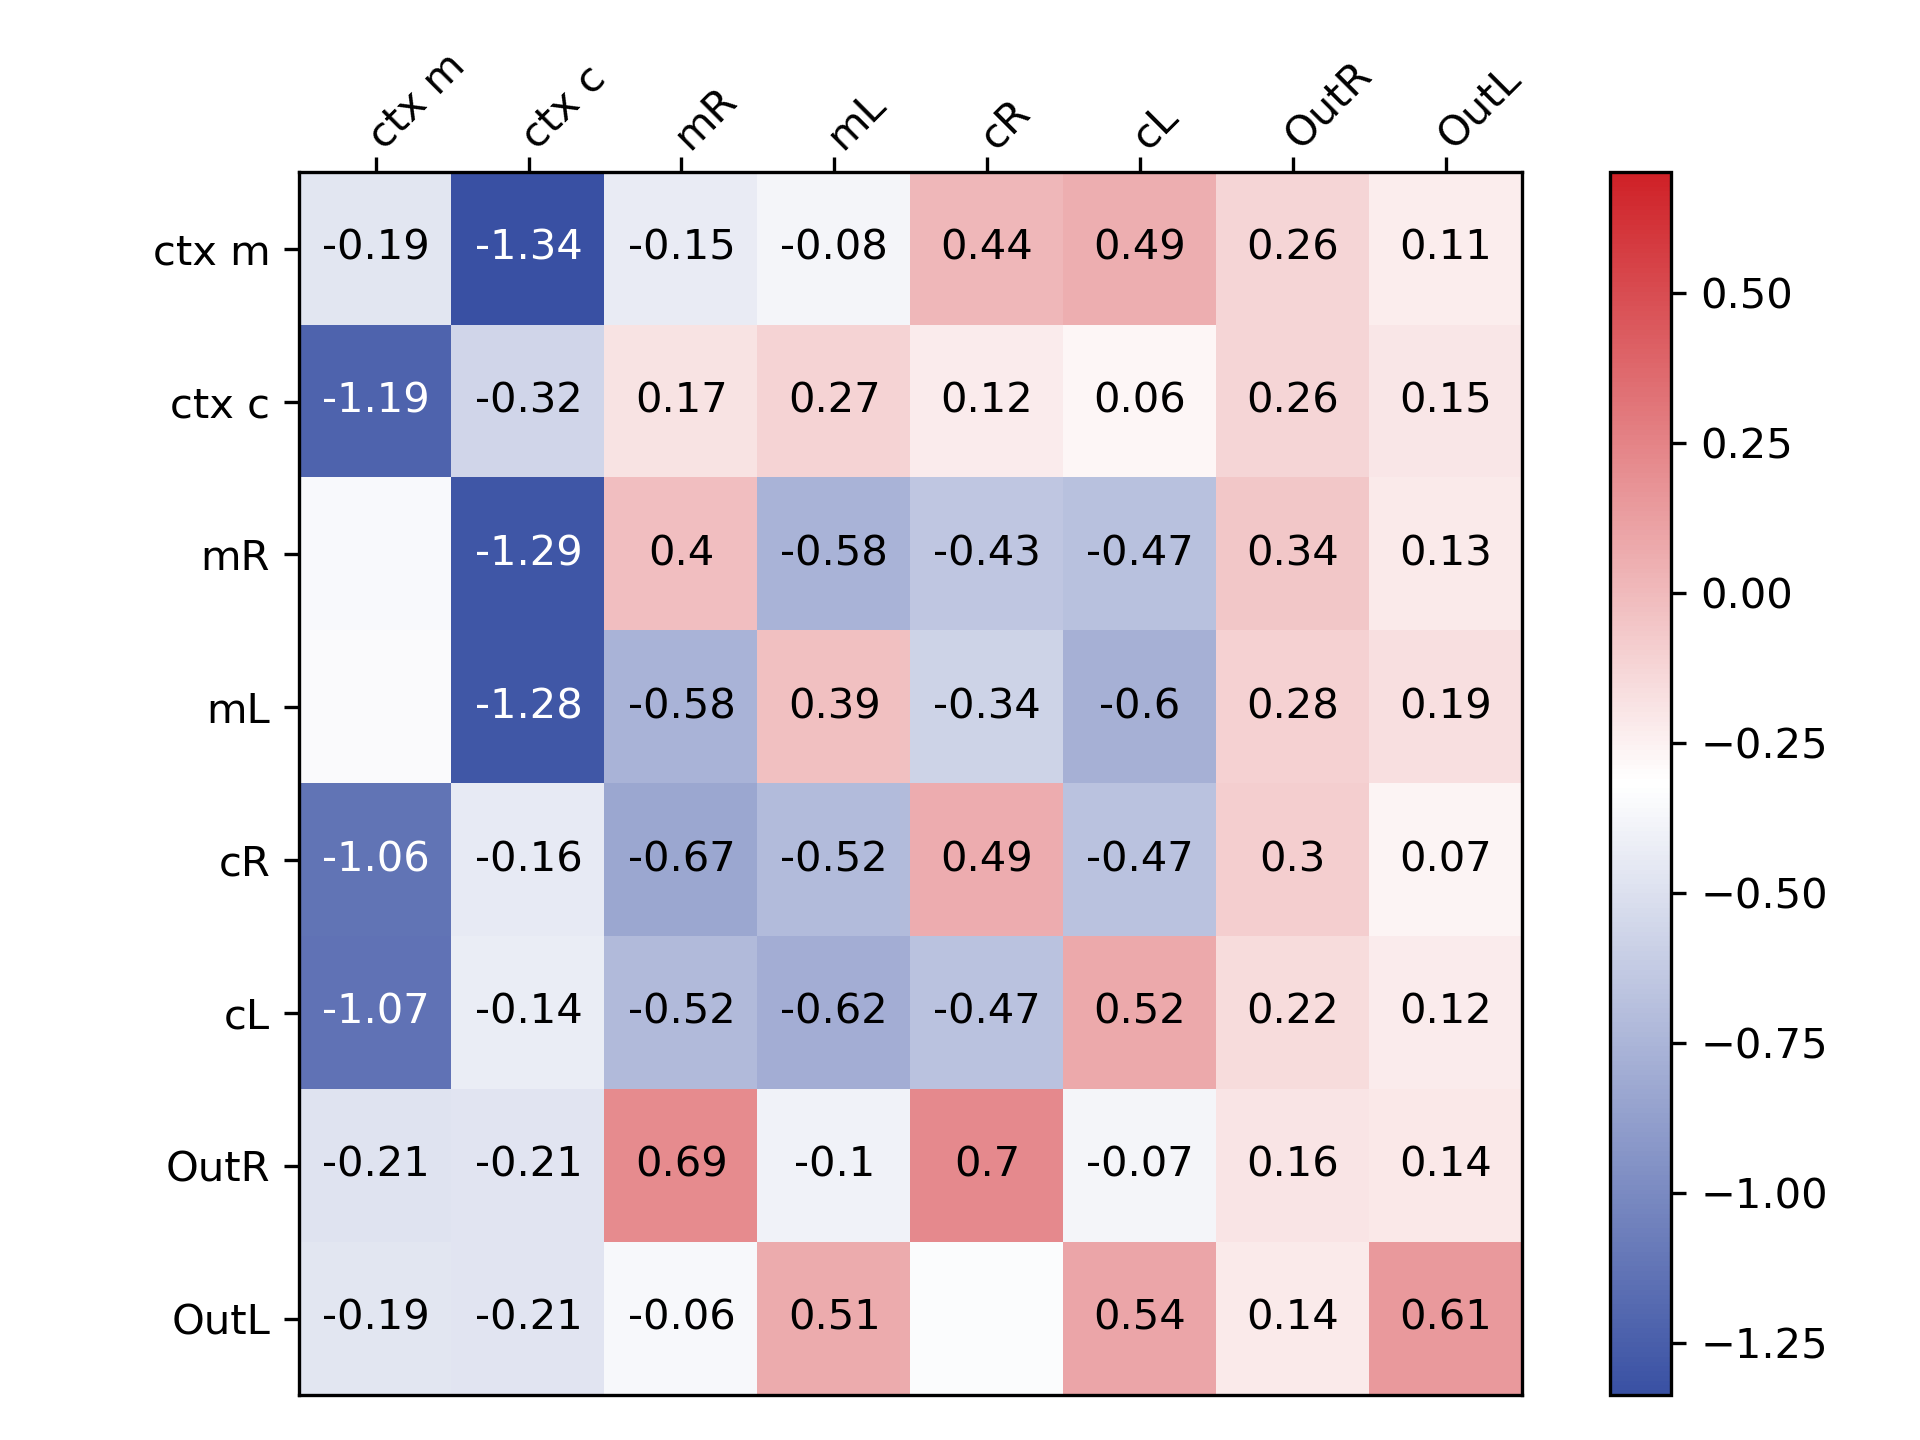 ctx m ctx c mR mL cR cL OutR OutL
ctx m -0.19 -1.34 -0.15 -0.08 0.44 0.49 0.26 0.11
ctx c -1.19 -0.32 0.17 0.27 0.12 0.06 0.26 0.15
mR -1.29 0.4 -0.58 -0.43 -0.47 0.34 0.13
mL -1.28 -0.58 0.39 -0.34 -0.6 0.28 0.19
cR -1.06 -0.16 -0.67 -0.52 0.49 -0.47 0.3 0.07
cL -1.07 -0.14 -0.52 -0.62 -0.47 0.52 0.22 0.12
OutR -0.21 -0.21 0.69 -0.1 0.7 -0.07 0.16 0.14
OutL -0.19 -0.21 -0.06 0.51 0.54 0.14 0.61
0.50
0.25
0.00
−0.25
−0.50
−0.75
−1.00
−1.25